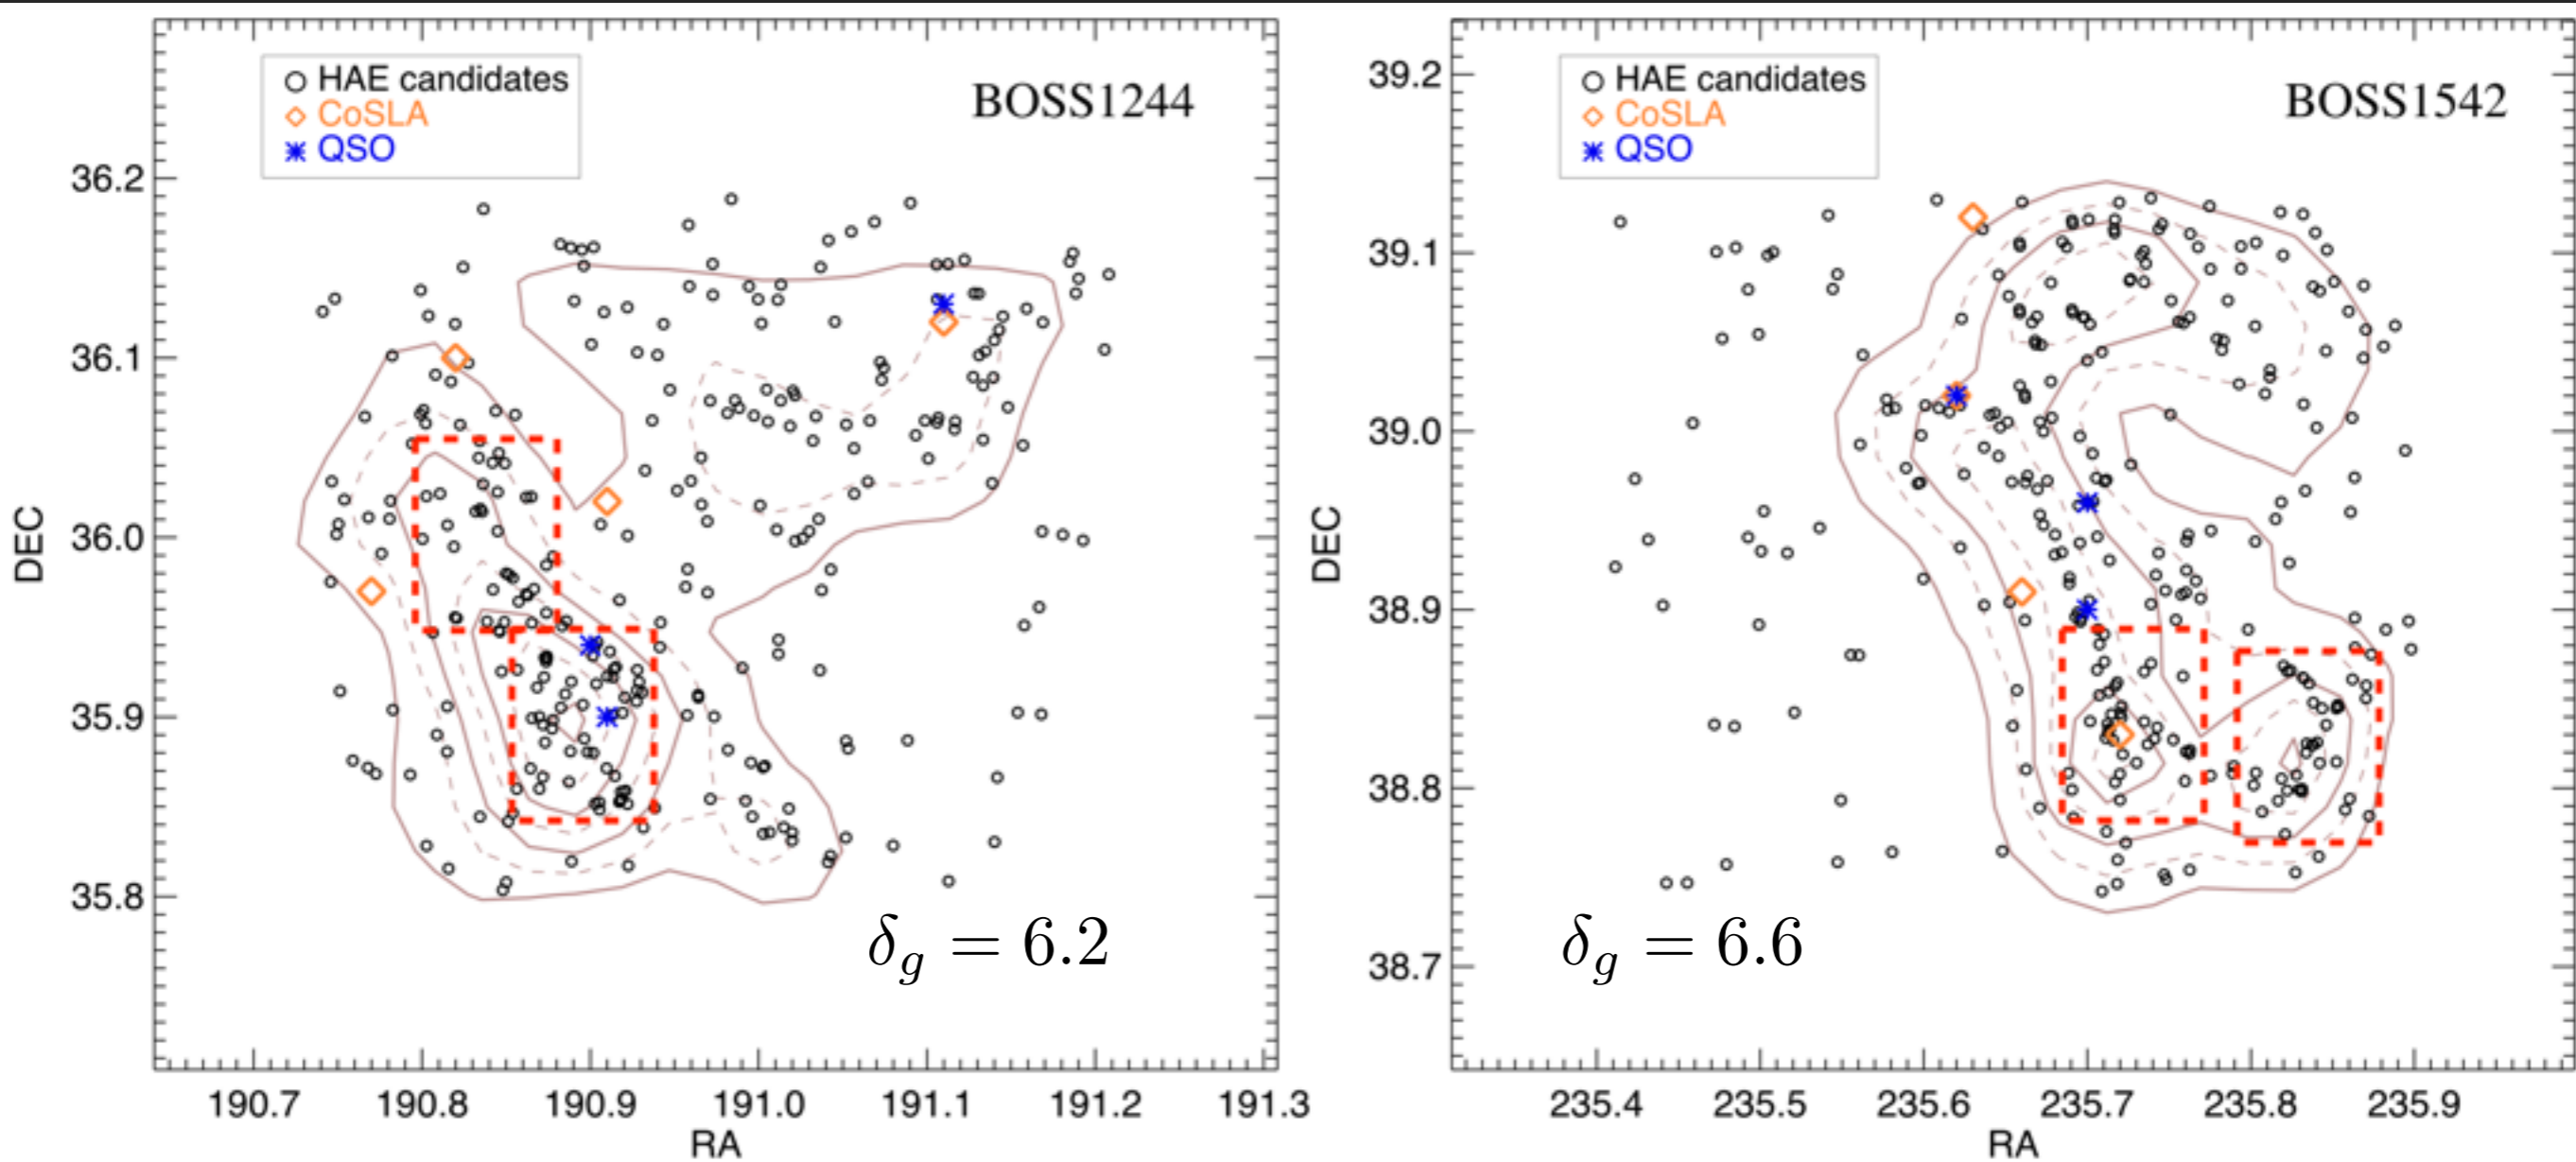 HAE candidates
CoSLA
QSO
BOSS1244
36.2
36.1
36.0
35.9
35.8
DEC
δg = 6.2
190.7 190.8 190.9 191.0 191.1 191.2 191.3
RA
HAE candidates
CoSLA
QSO
BOSS1542
39.2
39.1
39.0
38.9
38.8
38.7
DEC
δg = 6.6
235.4 235.5 235.6 235.7 235.8 235.9
RA